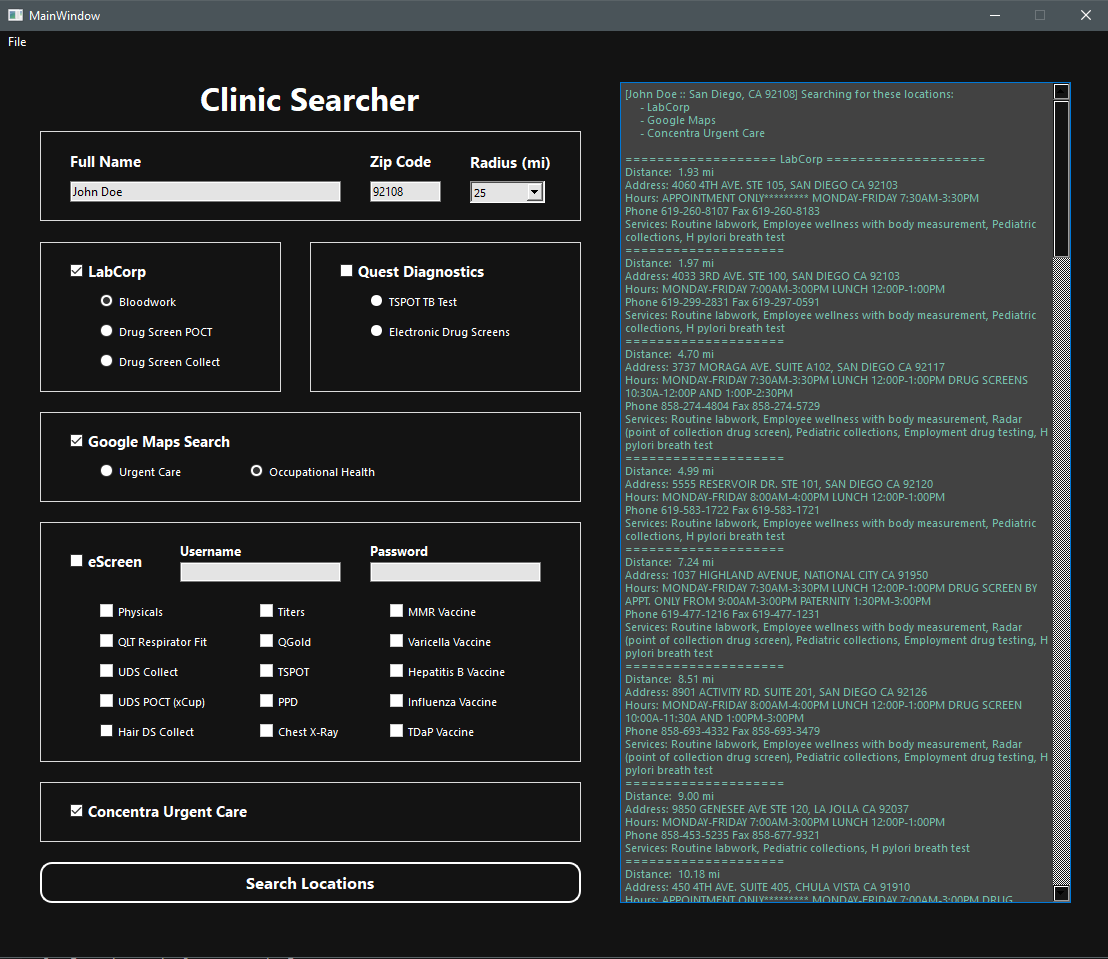 MainWindow
File
Clinic Searcher
Full Name
Zip Code
Radius (mi)
John Doe
92108
25
LabCorp
Bloodwork
Drug Screen POCT
Drug Screen Collect
Quest Diagnostics
TSPOT TB Test
Electronic Drug Screens
Google Maps Search
Urgent Care
Occupational Health
eScreen
Username
Password
Physicals
Titers
MMR Vaccine
QLT Respirator Fit
QGold
Varicella Vaccine
UDS Collect
TSPOT
Hepatitis B Vaccine
UDS POCT (xCup)
PPD
Influenza Vaccine
Hair DS Collect
Chest X-Ray
TDaP Vaccine
Concentra Urgent Care
Search Locations
[John Doe :: San Diego, CA 92108] Searching for these locations:
- LabCorp
- Google Maps
- Concentra Urgent Care
=================== LabCorp ====================
Distance: 1.93 mi
Address: 4060 4TH AVE. STE 105, SAN DIEGO CA 92103
Hours: APPOINTMENT ONLY********* MONDAY-FRIDAY 7:30AM-3:30PM
Phone 619-260-8107 Fax 619-260-8183
Services: Routine labwork, Employee wellness with body measurement, Pediatric
collections, H pylori breath test
====================
Distance: 1.97 mi
Address: 4033 3RD AVE. STE 100, SAN DIEGO CA 92103
Hours: MONDAY-FRIDAY 7:00AM-3:00PM LUNCH 12:00P-1:00PM
Phone 619-299-2831 Fax 619-297-0591
Services: Routine labwork, Employee wellness with body measurement, Pediatric
collections, H pylori breath test
====================
Distance: 4.70 mi
Address: 3737 MORAGA AVE. SUITE A102, SAN DIEGO CA 92117
Hours: MONDAY-FRIDAY 7:30AM-3:30PM LUNCH 12:00P-1:00PM DRUG SCREENS
10:30A-12:00P AND 1:00P-2:30PM
Phone 858-274-4804 Fax 858-274-5729
Services: Routine labwork, Employee wellness with body measurement, Radar
(point of collection drug screen), Pediatric collections, Employment drug testing, H
pylori breath test
====================
Distance: 4.99 mi
Address: 5555 RESERVOIR DR. STE 101, SAN DIEGO CA 92120
Hours: MONDAY-FRIDAY 8:00AM-4:00PM LUNCH 12:00P-1:00PM
Phone 619-583-1722 Fax 619-583-1721
Services: Routine labwork, Employee wellness with body measurement, Pediatric
collections, H pylori breath test
====================
Distance: 7.24 mi
Address: 1037 HIGHLAND AVENUE, NATIONAL CITY CA 91950
Hours: MONDAY-FRIDAY 7:30AM-3:30PM LUNCH 12:00P-1:00PM DRUG SCREEN BY
APPT. ONLY FROM 9:00AM-3:00PM PATERNITY 1:30PM-3:00PM
Phone 619-477-1216 Fax 619-477-1231
Services: Routine labwork, Employee wellness with body measurement, Radar
(point of collection drug screen), Pediatric collections, Employment drug testing, H
pylori breath test
====================
Distance: 8.51 mi
Address: 8901 ACTIVITY RD. SUITE 201, SAN DIEGO CA 92126
Hours: MONDAY-FRIDAY 8:00AM-4:00PM LUNCH 12:00P-1:00PM DRUG SCREEN
10:00A-11:30A AND 1:00PM-3:00PM
Phone 858-693-4332 Fax 858-693-3479
Services: Routine labwork, Employee wellness with body measurement, Radar
(point of collection drug screen), Pediatric collections, Employment drug testing, H
pylori breath test
====================
Distance: 9.00 mi
Address: 9850 GENESEE AVE STE 120, LA JOLLA CA 92037
Hours: MONDAY-FRIDAY 7:00AM-3:00PM LUNCH 12:00P-1:00PM
Phone 858-453-5235 Fax 858-677-9321
Services: Routine labwork, Pediatric collections, H pylori breath test
====================
Distance: 10.18 mi
Address: 450 4TH AVE. SUITE 405, CHULA VISTA CA 91910
Hours: APPOINTMENT ONLY********* MONDAY-FRIDAY 7:00AM-3:00PM DRUG